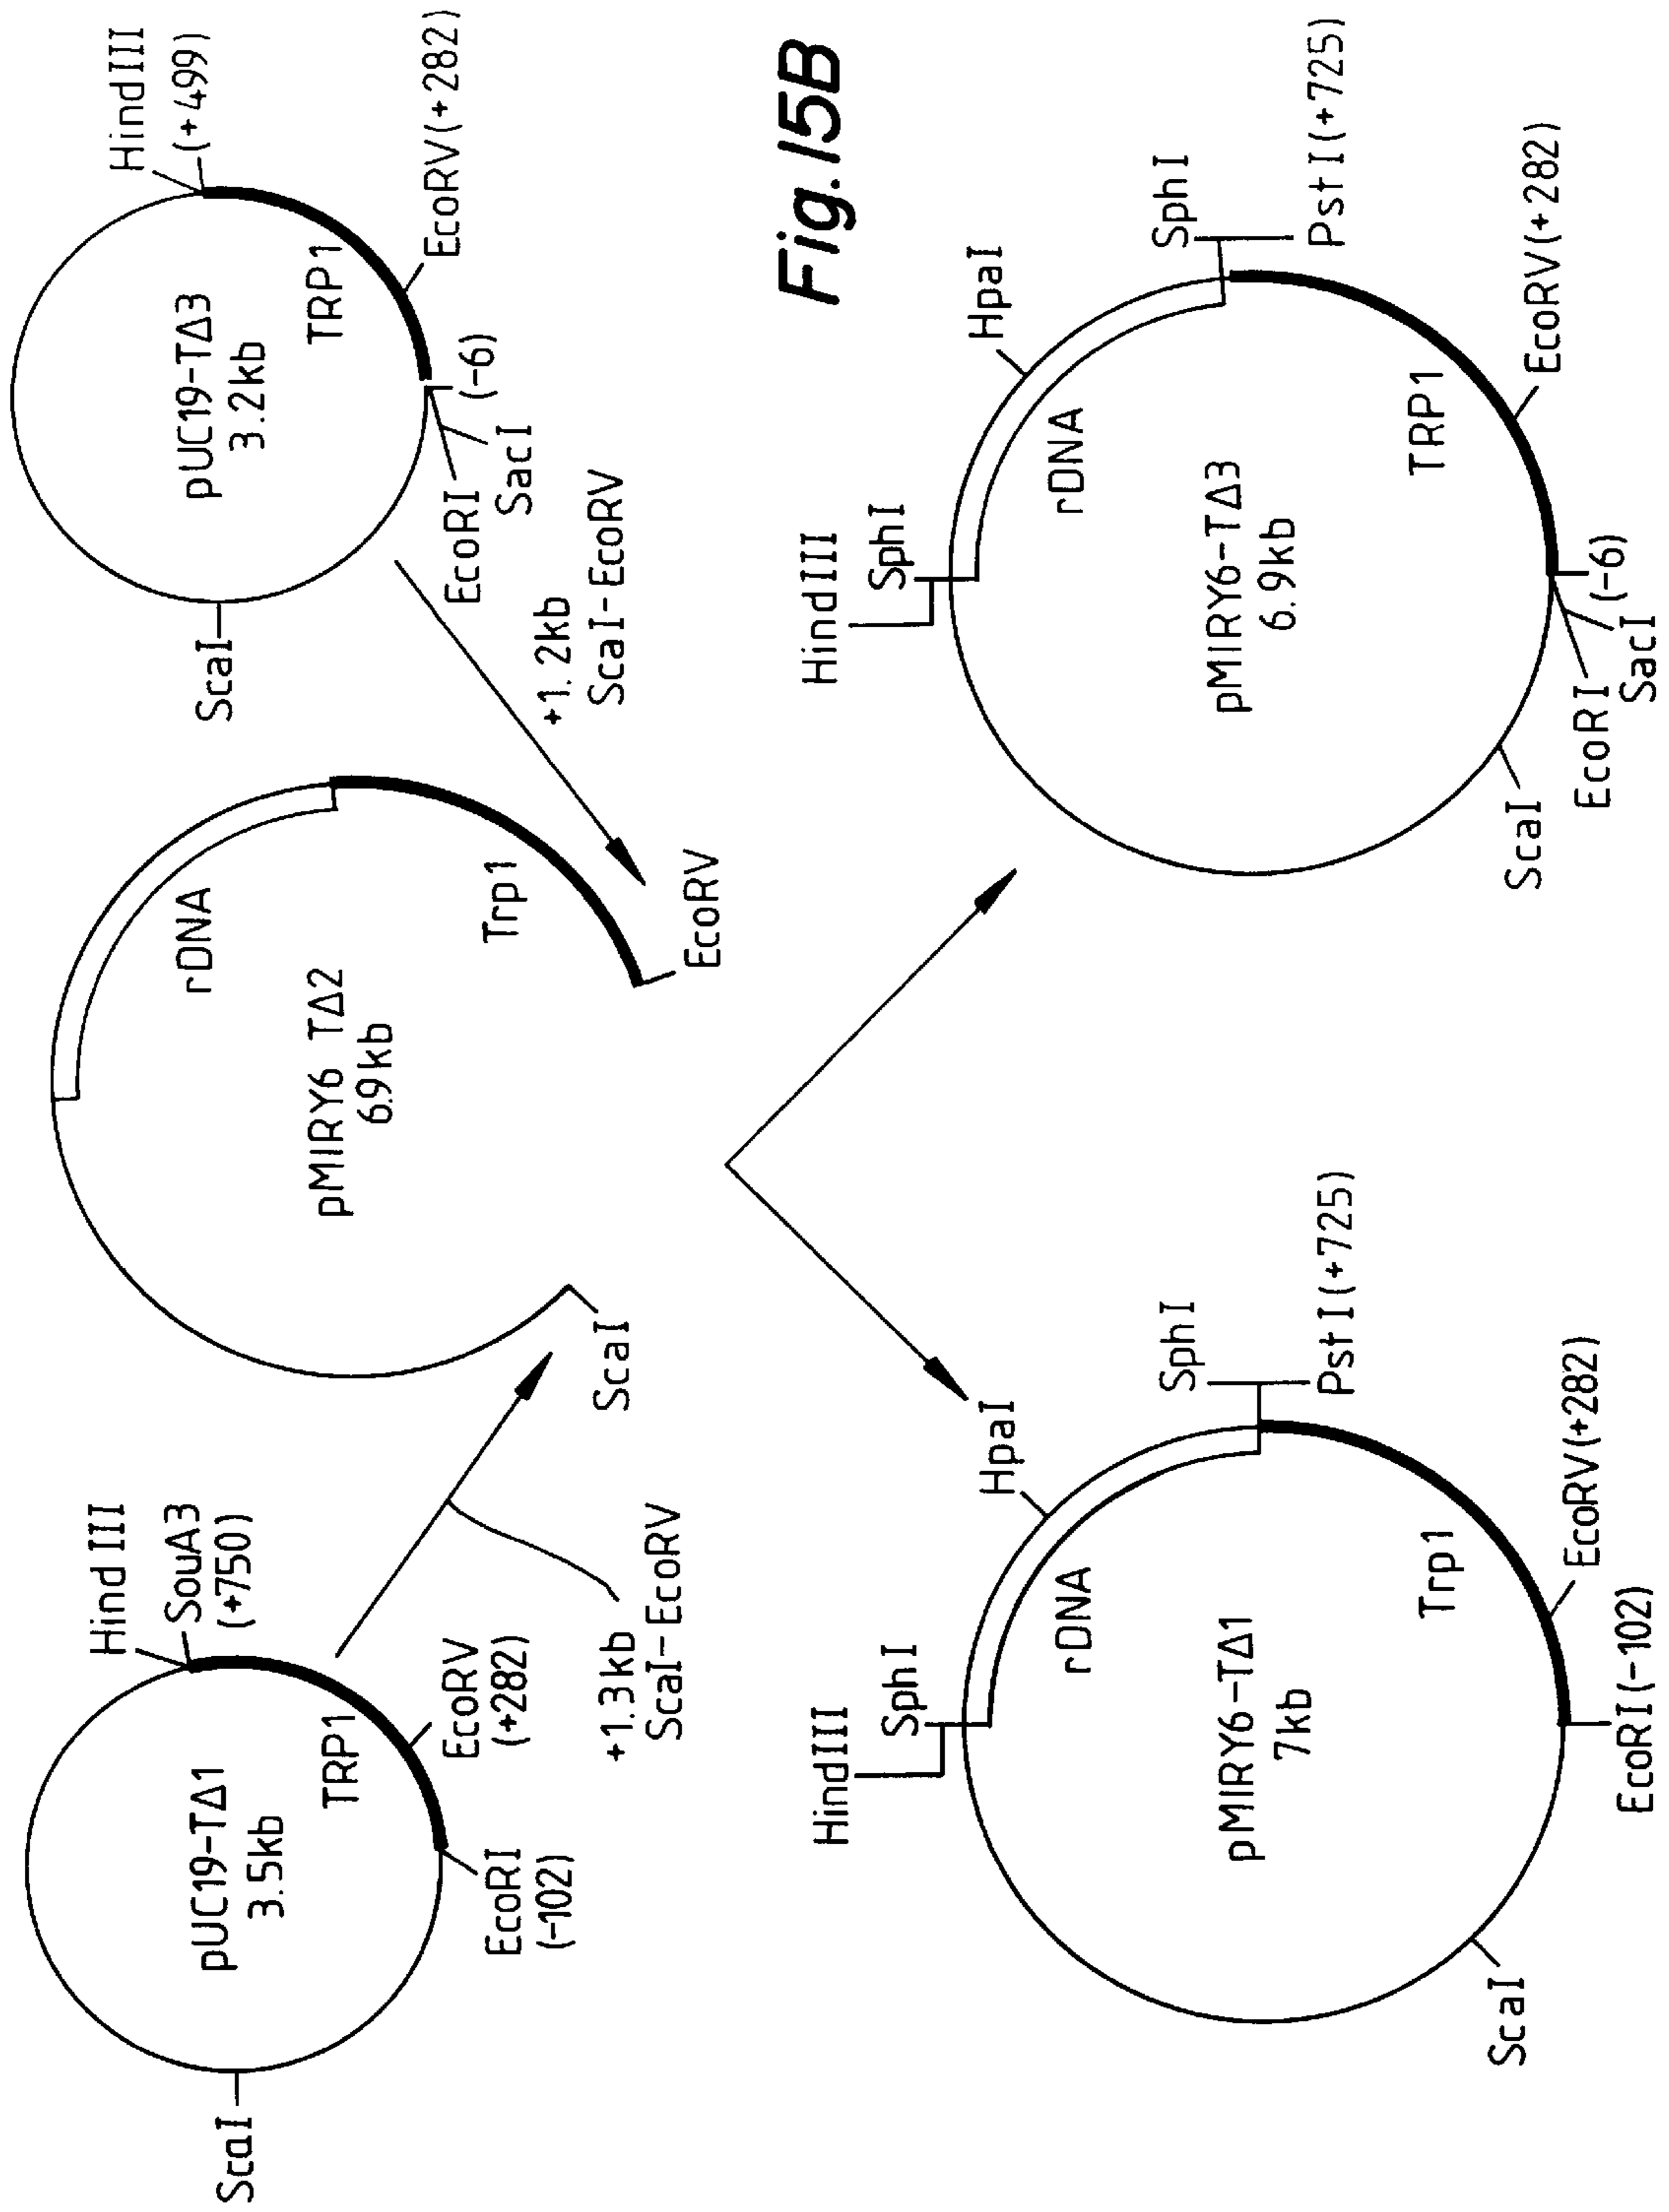 Hind III
SouA3
(+750)
ScaI
pUC19-TΔ1
3.5kb
TRP1
EcoRV
(+282)
EcoRI
(-102)
+1.3kb
ScaI-EcoRV
rDNA
pMIRY6 TΔ2
6.9kb
Trp1
ScaI
EcoRV
HindIII
(+499)
ScaI
pUC19-TΔ3
3.2kb
TRP1
EcoRV(+282)
(-6)
EcoRI
SacI
+1.2kb
ScaI-EcoRV
Fig.15B
HindIII
SphI
HpaI
rDNA
SphI
PstI(+725)
pMIRY6-TΔ1
7kb
Trp1
ScaI
EcoRV(+282)
EcoRI(-102)
HindIII
SphI
HpaI
rDNA
SphI
PstI(+725)
pMIRY6-TΔ3
6.9kb
TRP1
ScaI
EcoRV(+282)
(-6)
EcoRI
SacI